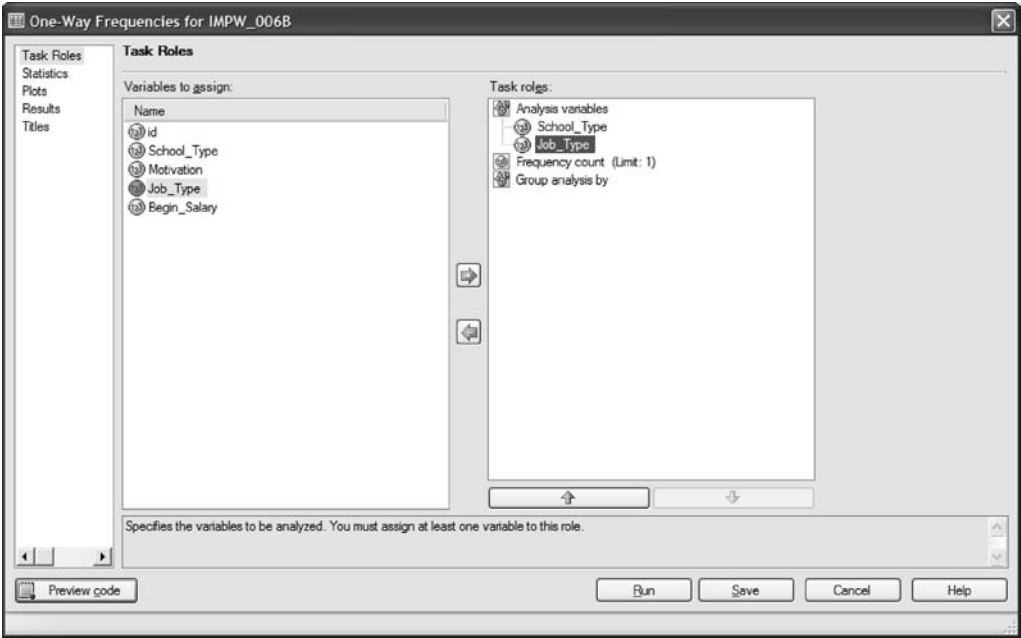 One-Way Frequencies for IMPW_006B
Task Roles
Statistics
Plots
Results
Titles
Task Roles
Variables to assign:
Name
id
School_Type
Motivation
Job_Type
Begin_Salary
Task roles:
Analysis variables
School_Type
Job_Type
Frequency count (Limit: 1)
Group analysis by
Specifies the variables to be analyzed. You must assign at least one variable to this role.
Preview code
Run
Save
Cancel
Help